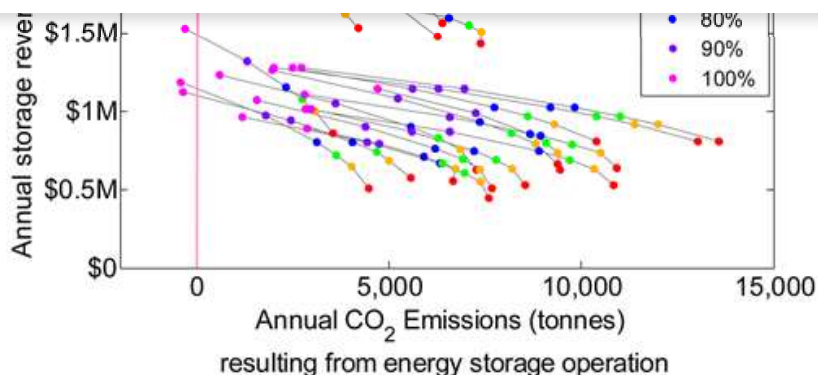 $1.5M
80%
90%
100%
$1M
$0.5M
$0
Annual storage
0
5,000
10,000
15,000
Annual CO2 Emissions (tonnes)
resulting from energy storage operation